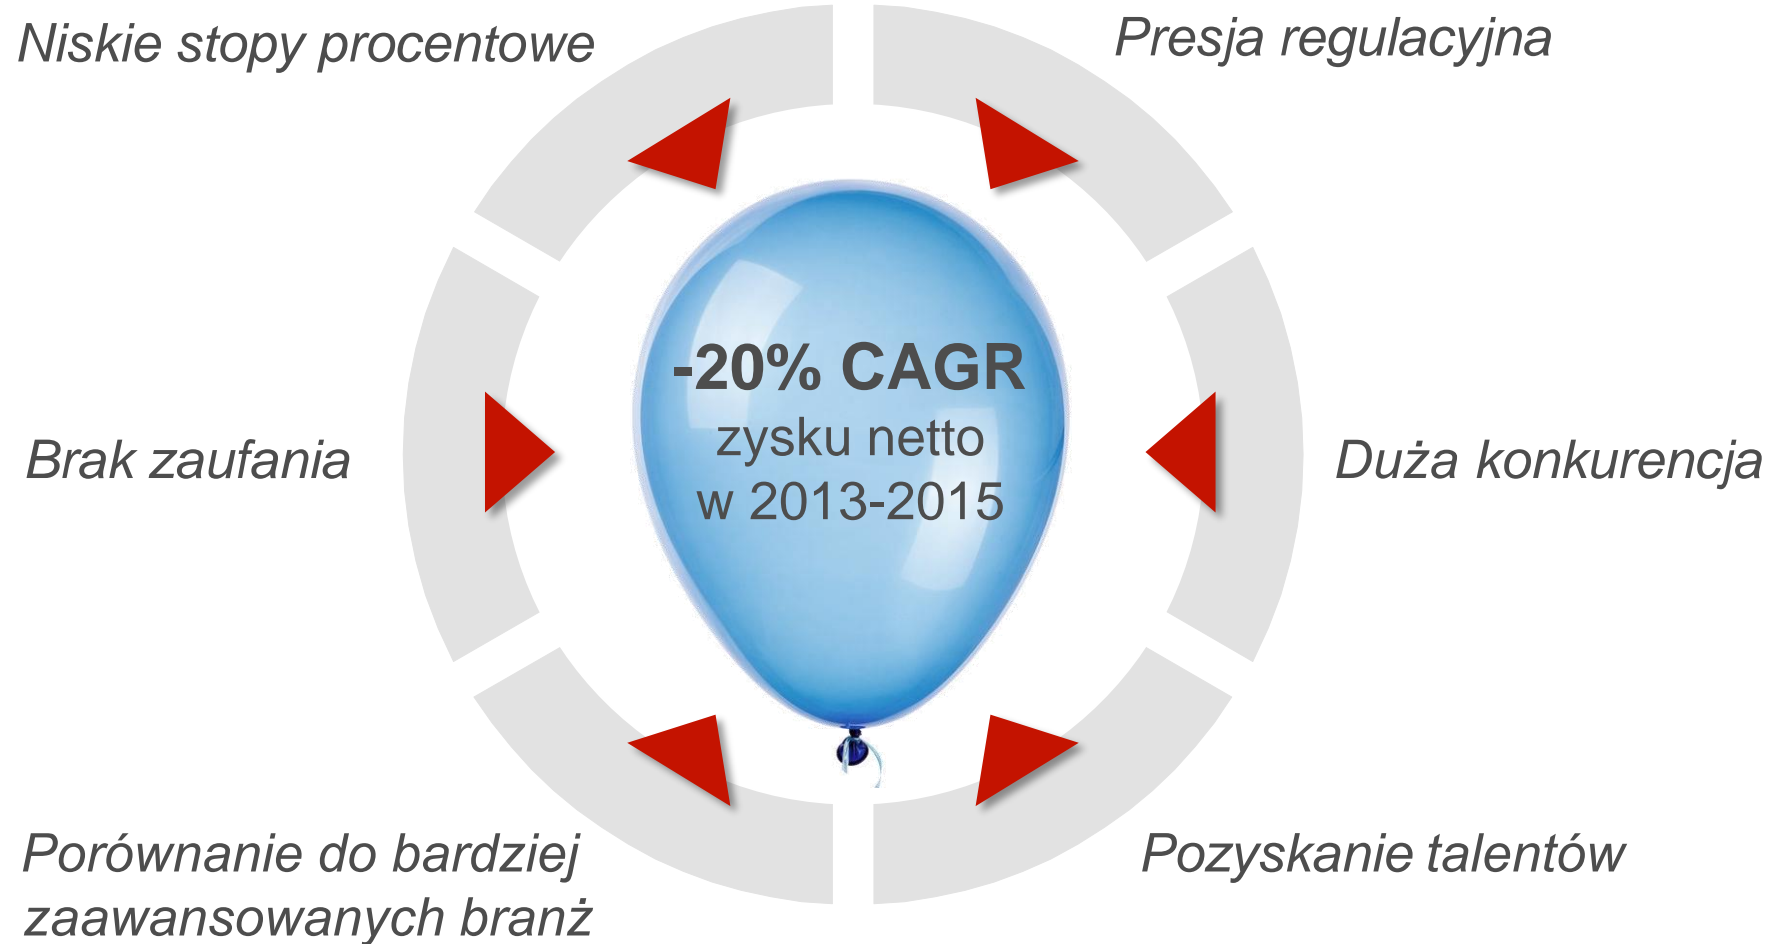 Niskie stopy procentowe
Presja regulacyjna
-20% CAGR
zysku netto
w 2013-2015
Brak zaufania
Duża konkurencja
Porównanie do bardziej
zaawansowanych branż
Pozyskanie talentów